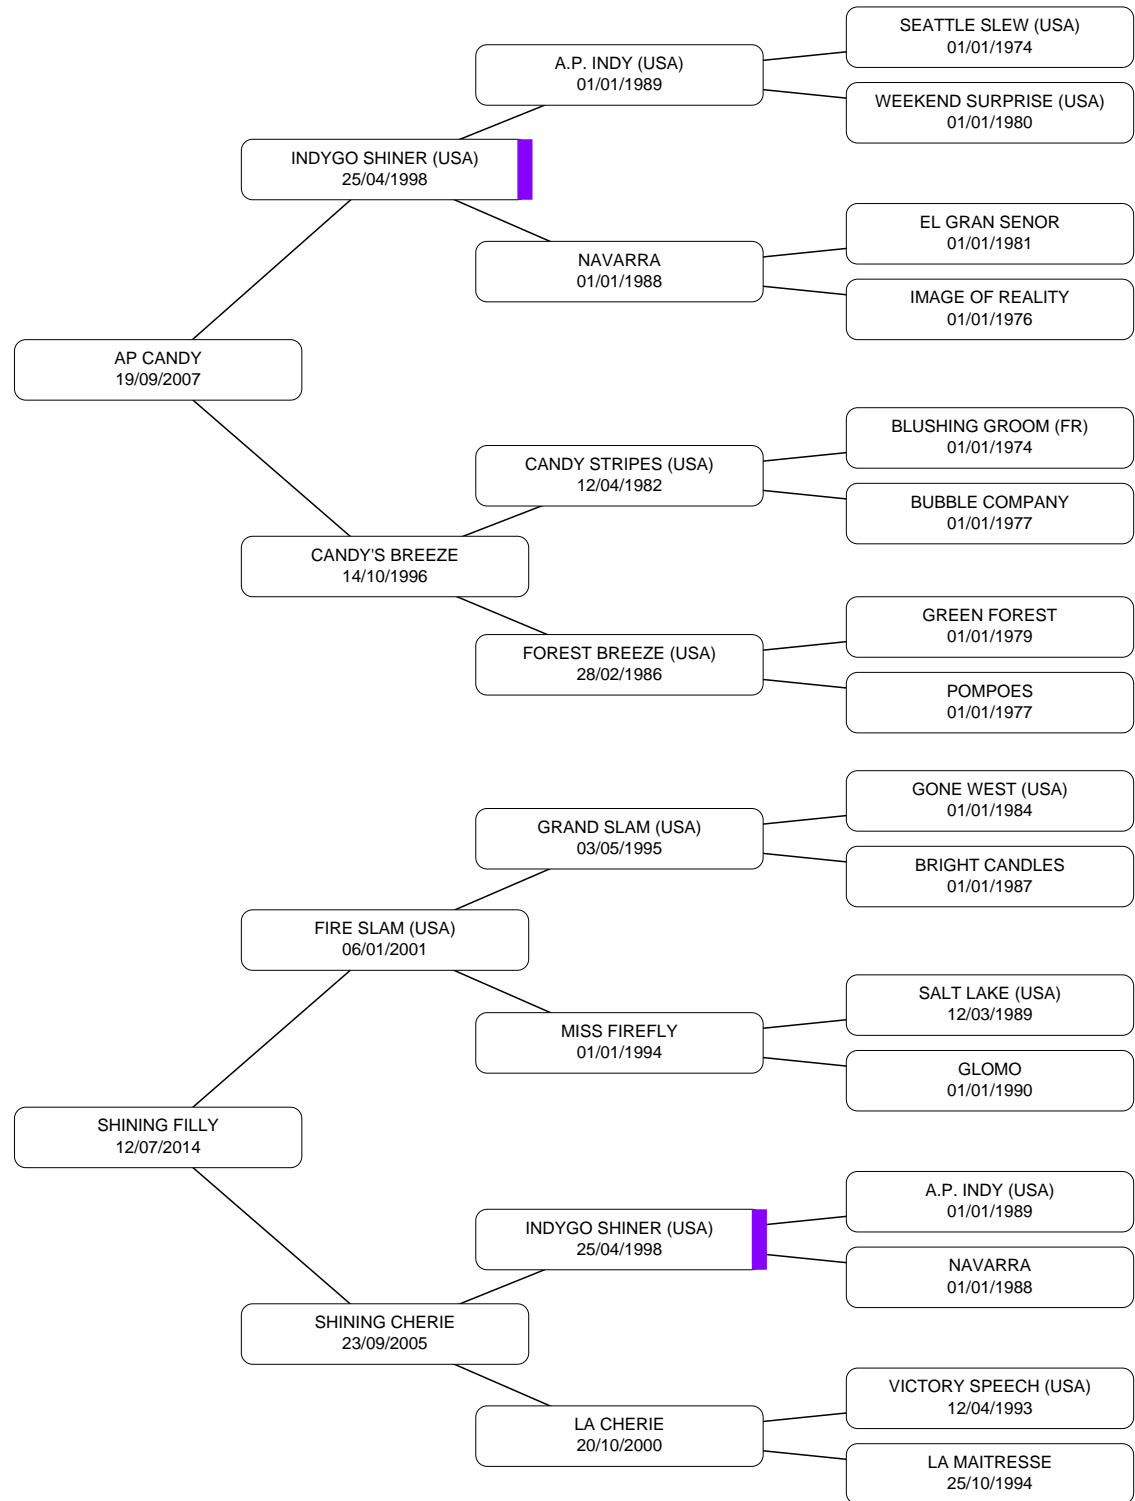 SEATTLE SLEW (USA)
01/01/1974
A.P. INDY (USA)
01/01/1989
WEEKEND SURPRISE (USA)
01/01/1980
INDYGO SHINER (USA)
25/04/1998
EL GRAN SENOR
01/01/1981
NAVARRA
01/01/1988
IMAGE OF REALITY
01/01/1976
AP CANDY
19/09/2007
BLUSHING GROOM (FR)
01/01/1974
CANDY STRIPES (USA)
12/04/1982
BUBBLE COMPANY
01/01/1977
CANDY'S BREEZE
14/10/1996
GREEN FOREST
01/01/1979
FOREST BREEZE (USA)
28/02/1986
POMPOES
01/01/1977
GONE WEST (USA)
01/01/1984
GRAND SLAM (USA)
03/05/1995
BRIGHT CANDLES
01/01/1987
FIRE SLAM (USA)
06/01/2001
SALT LAKE (USA)
12/03/1989
MISS FIREFLY
01/01/1994
GLOMO
01/01/1990
SHINING FILLY
12/07/2014
A.P. INDY (USA)
01/01/1989
INDYGO SHINER (USA)
25/04/1998
NAVARRA
01/01/1988
SHINING CHERIE
23/09/2005
VICTORY SPEECH (USA)
12/04/1993
LA CHERIE
20/10/2000
LA MAITRESSE
25/10/1994